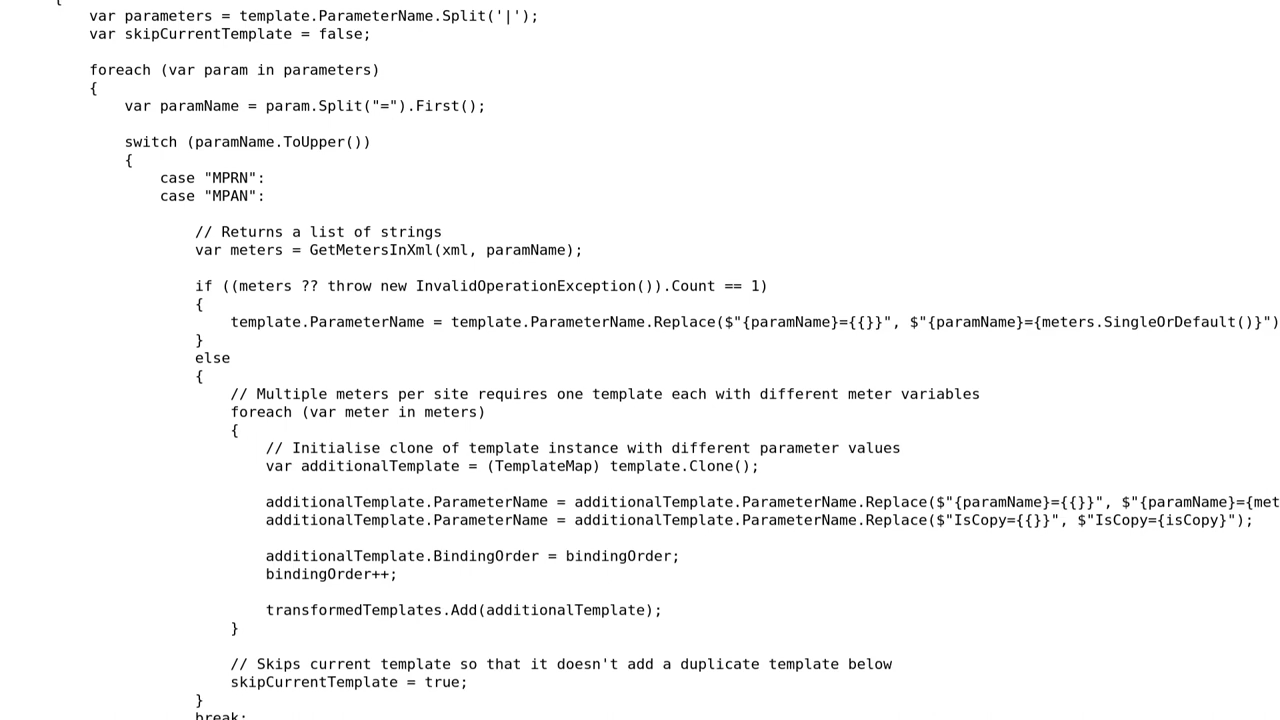 {
var parameters = template.ParameterName.Split('|');
var skipCurrentTemplate = false;
foreach (var param in parameters)
{
var paramName = param.Split("=").First();
switch (paramName.ToUpper())
{
case "MPRN":
case "MPAN":
// Returns a list of strings
var meters = GetMetersInXml(xml, paramName);
if ((meters ?? throw new InvalidOperationException()).Count == 1)
{
template.ParameterName = template.ParameterName.Replace($"{paramName}={{}}", $"{paramName}={meters.SingleOrDefault()}")
}
else
{
// Multiple meters per site requires one template each with different meter variables
foreach (var meter in meters)
{
// Initialise clone of template instance with different parameter values
var additionalTemplate = (TemplateMap) template.Clone();
additionalTemplate.ParameterName = additionalTemplate.ParameterName.Replace($"{paramName}={{}}", $"{paramName}={met
additionalTemplate.ParameterName = additionalTemplate.ParameterName.Replace($"IsCopy={{}}", $"IsCopy={isCopy}");
additionalTemplate.BindingOrder = bindingOrder;
bindingOrder++;
transformedTemplates.Add(additionalTemplate);
}
// Skips current template so that it doesn't add a duplicate template below
skipCurrentTemplate = true;
}
break;